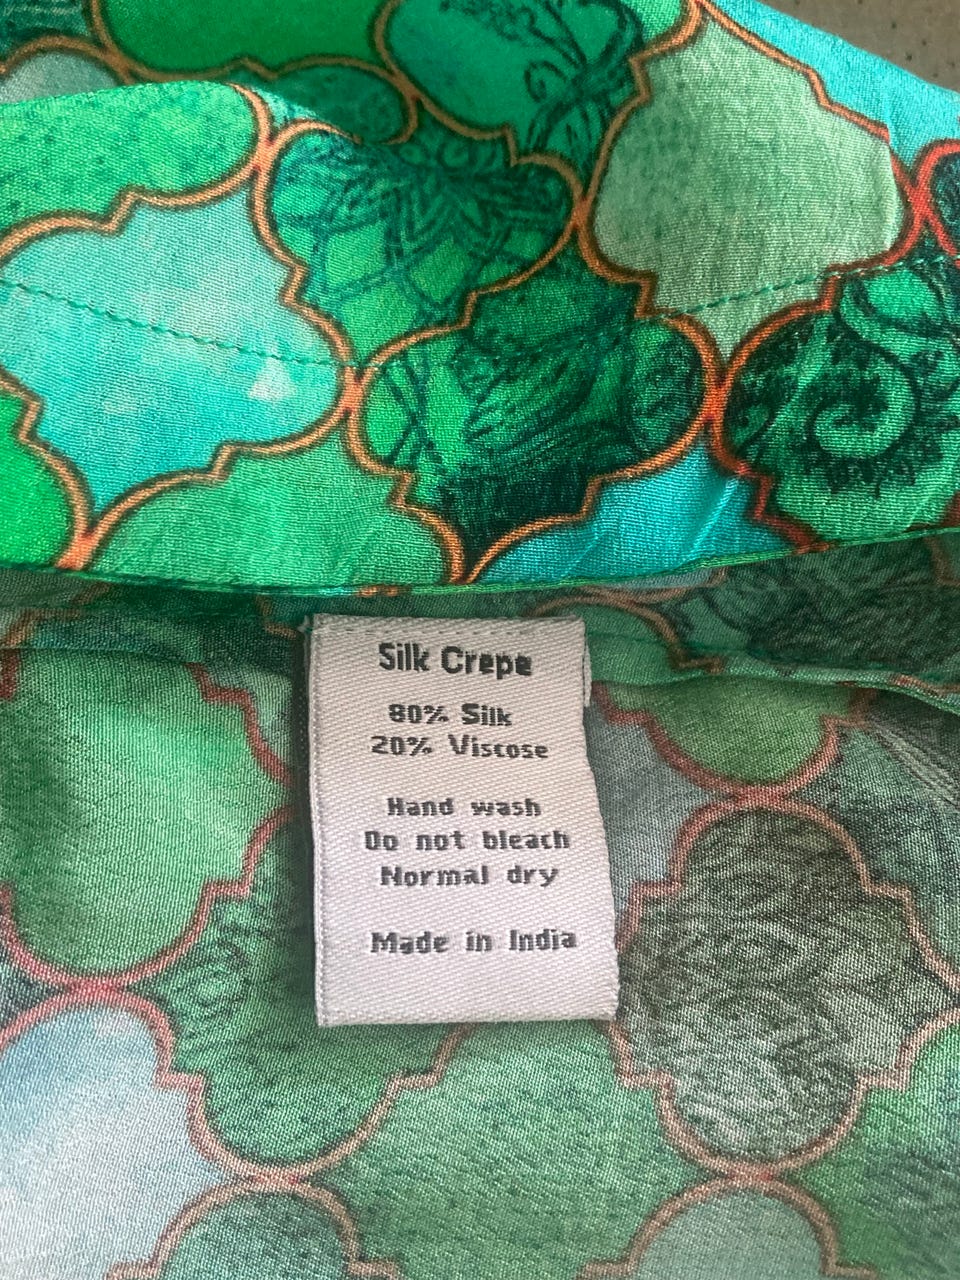 Silk Crepe
80% Silk
20% Viscose
Hand wash
Do not bleach
Normal dry
Made in India